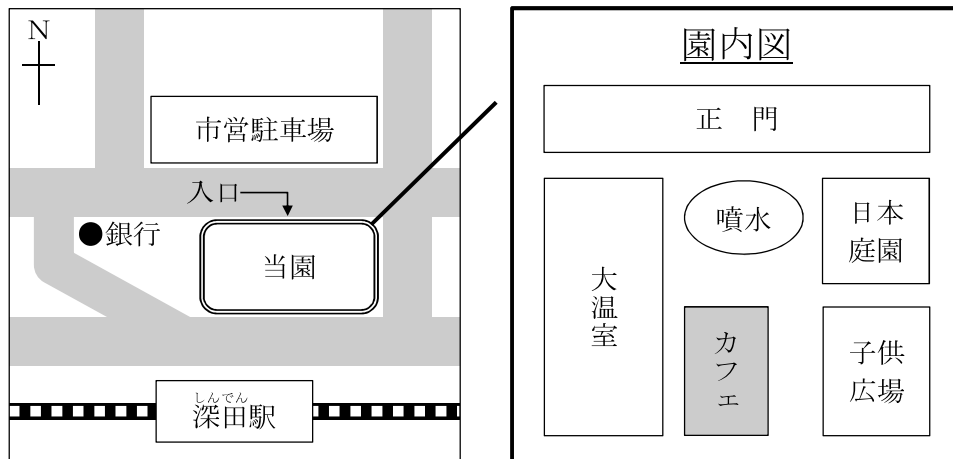 N
市営駐車場
入口
●銀行
当園
しんでん
深田駅
園内図
正 門
噴水
日本
庭園
大温室
カフェ
子供
広場